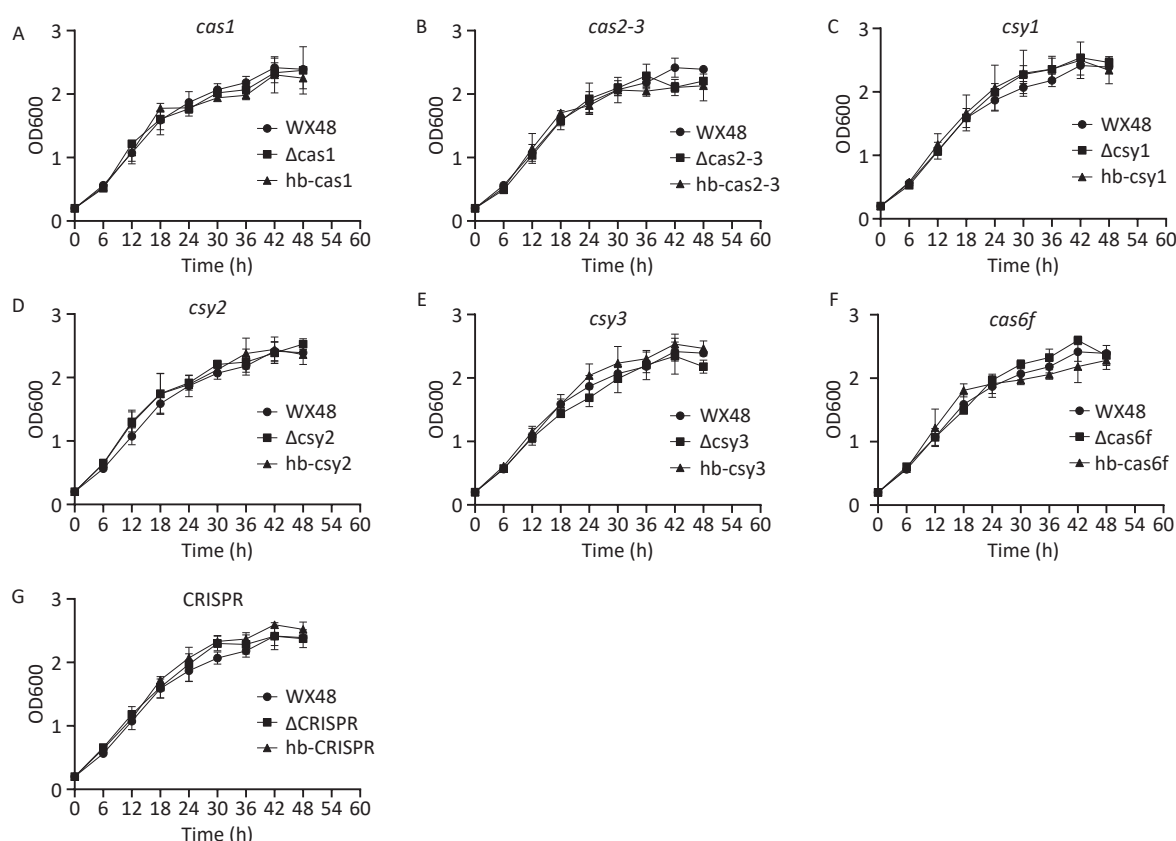 A
cas1
3
2
1
0
OD600
WX48
Δcas1
hb-cas1
0 6 12 18 24 30 36 42 48 54 60
Time (h)
B
cas2-3
3
2
1
0
OD600
WX48
Δcas2-3
hb-cas2-3
0 6 12 18 24 30 36 42 48 54 60
Time (h)
C
csy1
3
2
1
0
OD600
WX48
Δcsy1
hb-csy1
0 6 12 18 24 30 36 42 48 54 60
Time (h)
D
csy2
3
2
1
0
OD600
WX48
Δcsy2
hb-csy2
0 6 12 18 24 30 36 42 48 54 60
Time (h)
E
csy3
3
2
1
0
OD600
WX48
Δcsy3
hb-csy3
0 6 12 18 24 30 36 42 48 54 60
Time (h)
F
cas6f
3
2
1
0
OD600
WX48
Δcas6f
hb-cas6f
0 6 12 18 24 30 36 42 48 54 60
Time (h)
G
CRISPR
3
2
1
0
OD600
WX48
ΔCRISPR
hb-CRISPR
0 6 12 18 24 30 36 42 48 54 60
Time (h)